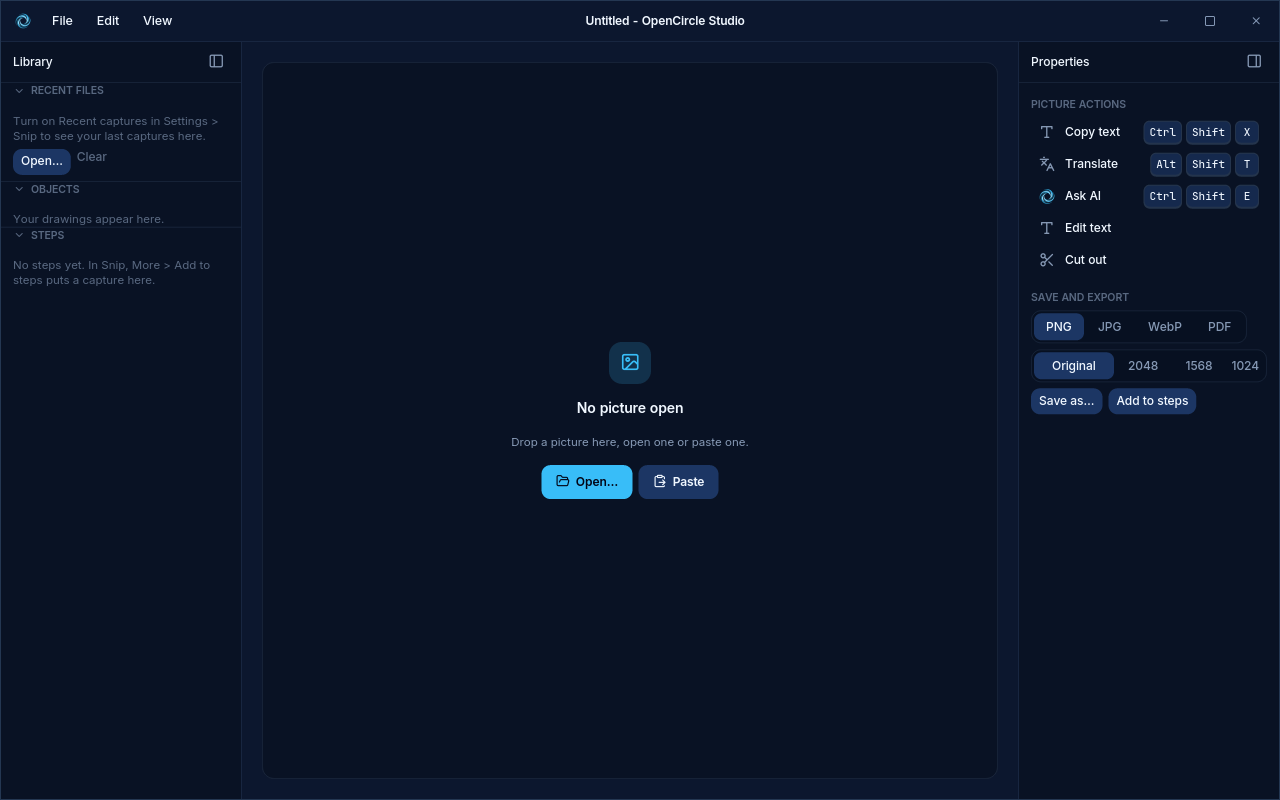 File Edit View
Untitled - OpenCircle Studio
Library
RECENT FILES
Turn on Recent captures in Settings >
Snip to see your last captures here.
Open... Clear
OBJECTS
Your drawings appear here.
STEPS
No steps yet. In Snip, More > Add to
steps puts a capture here.
No picture open
Drop a picture here, open one or paste one.
Open... Paste
Properties
PICTURE ACTIONS
Copy text Ctrl Shift X
Translate Alt Shift T
Ask AI Ctrl Shift E
Edit text
Cut out
SAVE AND EXPORT
PNG JPG WebP PDF
Original 2048 1568 1024
Save as... Add to steps